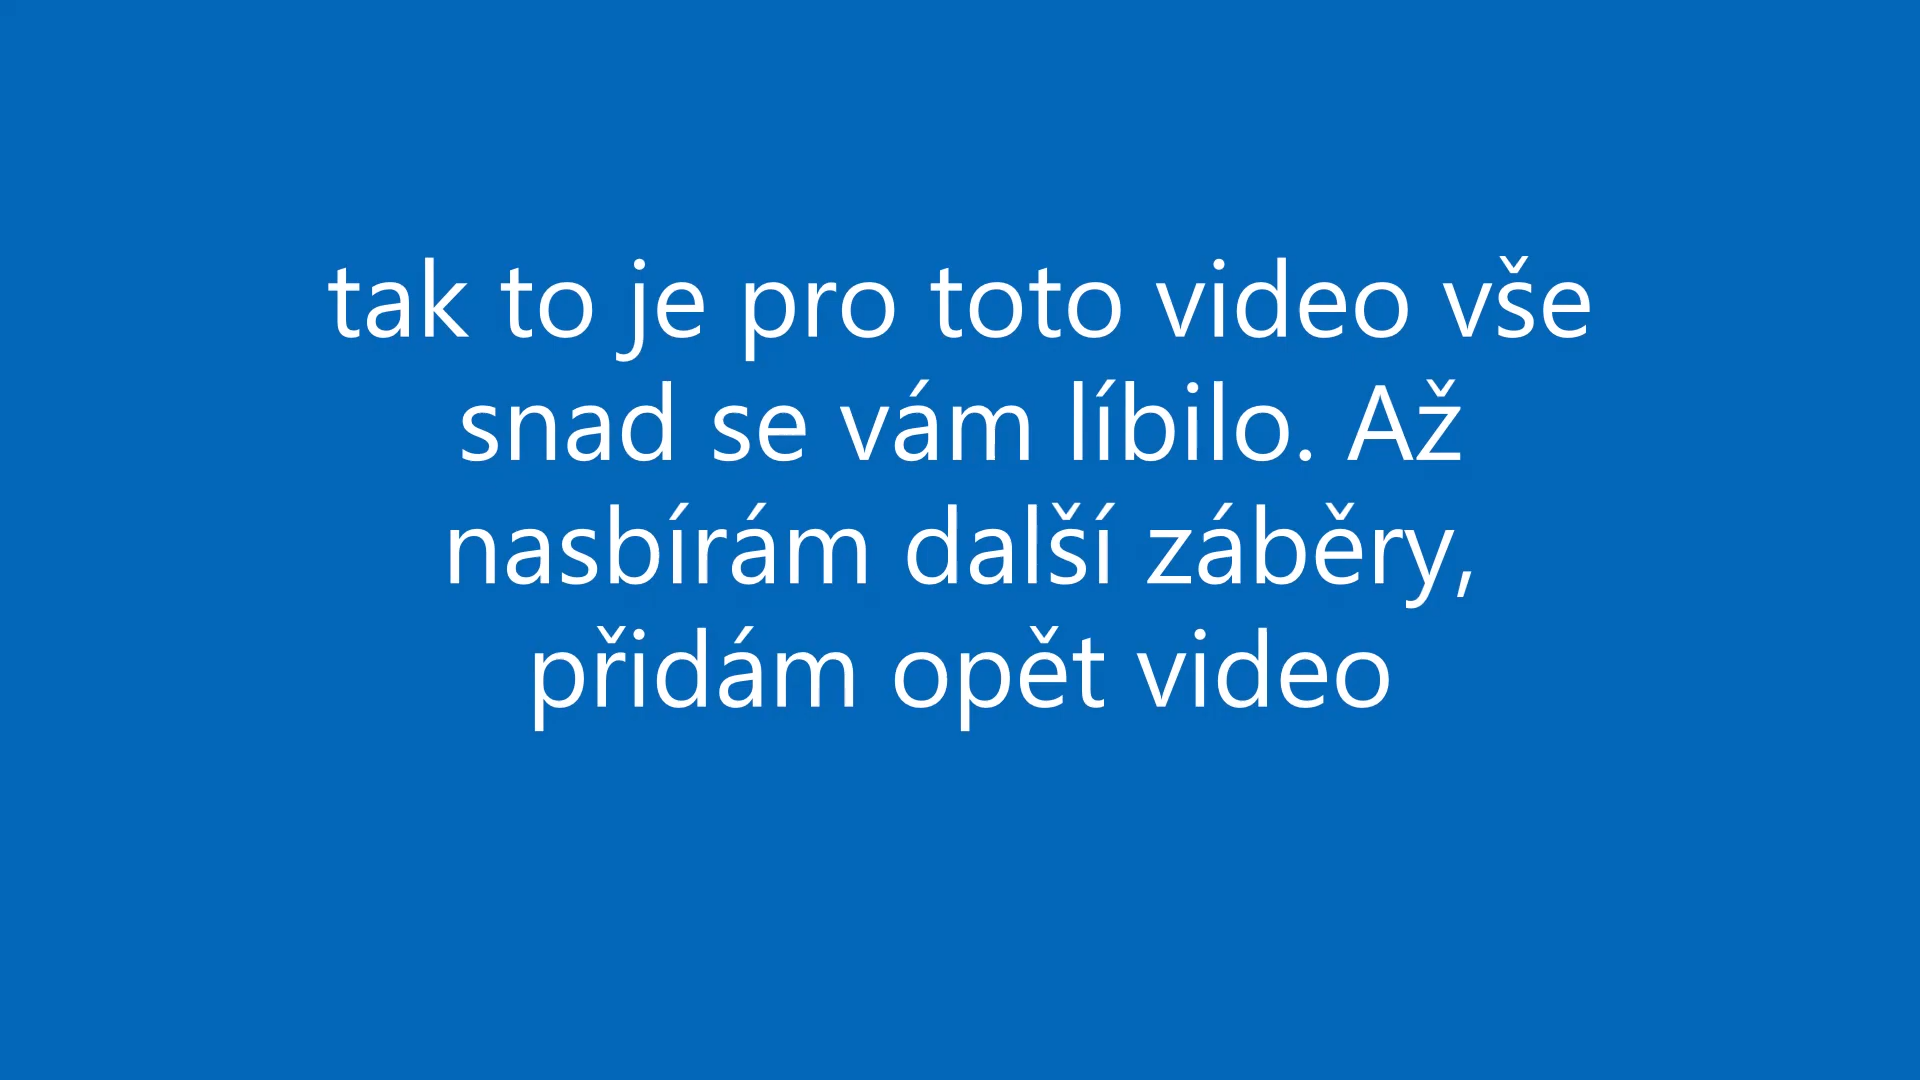 tak to je pro toto video vše
snad se vám líbilo. Až
nasbírám další záběry,
přidám opět video